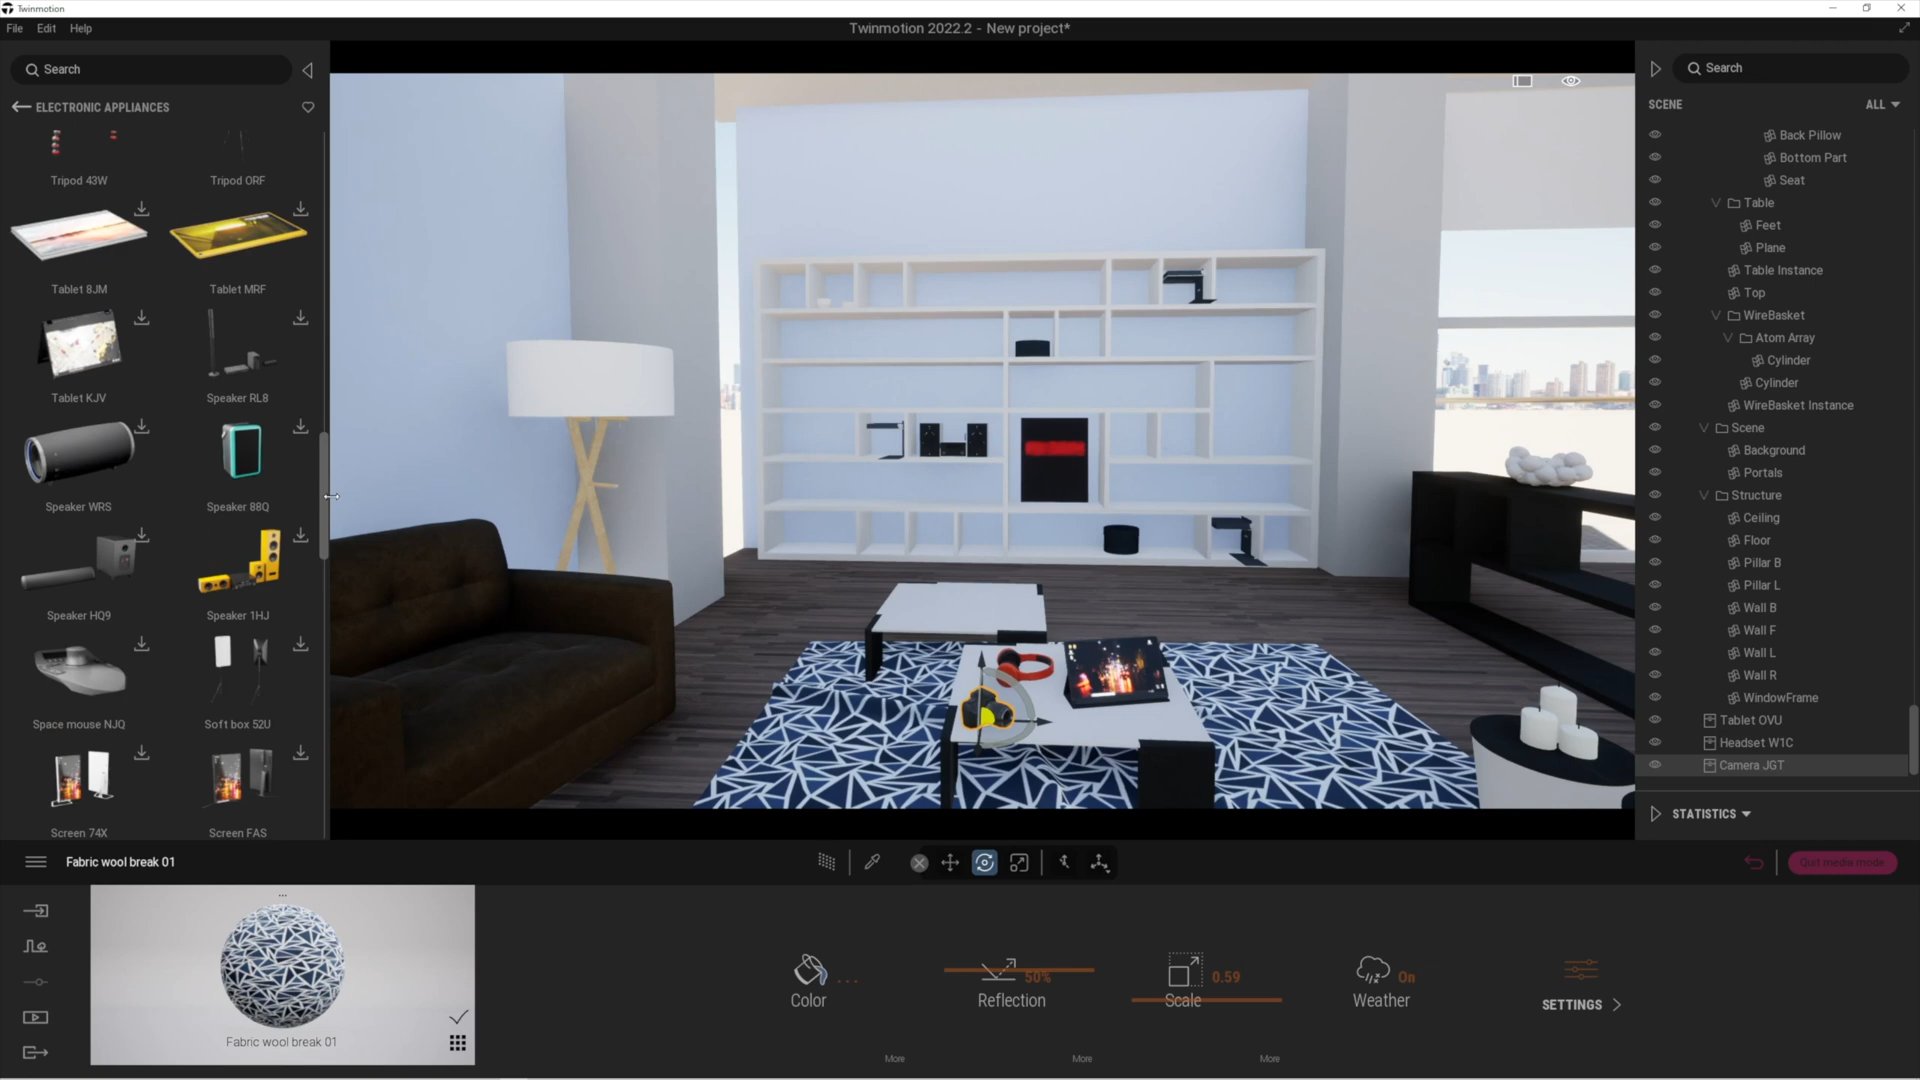 Twinmotion
File Edit Help
Twinmotion 2022.2 - New project*
Search
ELECTRONIC APPLIANCES
Tripod 43W
Tripod ORF
Tablet 8JM
Tablet MRF
Tablet KJV
Speaker RL8
Speaker WRS
Speaker 88Q
Speaker HQ9
Speaker 1HJ
Space mouse NJQ
Soft box 52U
Screen 74X
Screen FAS
Search
SCENE
ALL
Back Pillow
Bottom Part
Seat
Table
Feet
Plane
Table Instance
Top
WireBasket
Atom Array
Cylinder
Cylinder
WireBasket Instance
Scene
Background
Portals
Structure
Ceiling
Floor
Pillar B
Pillar L
Wall B
Wall F
Wall L
Wall R
WindowFrame
Tablet OVU
Headset W1C
Camera JGT
STATISTICS
Fabric wool break 01
Quit media mode
Fabric wool break 01
Color ...
Reflection 50%
Scale 0.59
Weather On
SETTINGS
More
More
More